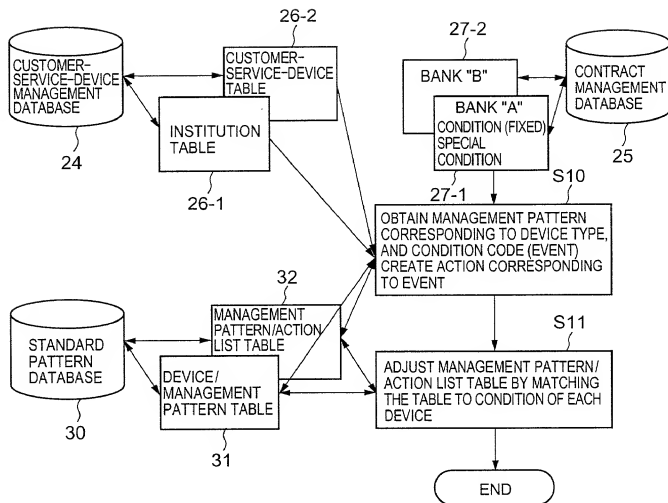 26-2
27-2
CUSTOMER-
SERVICE-DEVICE
MANAGEMENT
DATABASE
24
CUSTOMER-
SERVICE-DEVICE
TABLE
INSTITUTION
TABLE
26-1
BANK "B"
BANK "A"
CONDITION (FIXED)
SPECIAL
CONDITION
27-1
CONTRACT
MANAGEMENT
DATABASE
25
S10
OBTAIN MANAGEMENT PATTERN
CORRESPONDING TO DEVICE TYPE,
AND CONDITION CODE (EVENT)
CREATE ACTION CORRESPONDING
TO EVENT
32
MANAGEMENT
PATTERN/ACTION
LIST TABLE
STANDARD
PATTERN
DATABASE
30
DEVICE/
MANAGEMENT
PATTERN TABLE
31
S11
ADJUST MANAGEMENT PATTERN/
ACTION LIST TABLE BY MATCHING
THE TABLE TO CONDITION OF EACH
DEVICE
END